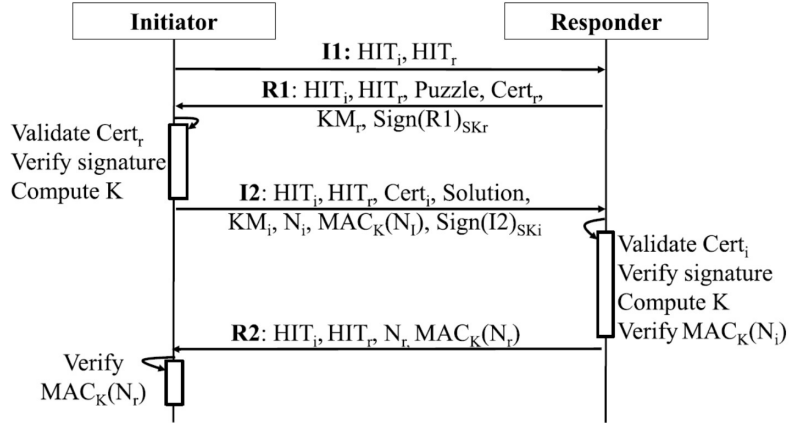 Initiator
Responder
I1: HITi, HITr
R1: HITi, HITr, Puzzle, Certr,
KMr, Sign(R1)SKr
Validate Certr
Verify signature
Compute K
I2: HITi, HITr, Certi, Solution,
KMi, Ni, MACK(NI), Sign(I2)SKi
Validate Certi
Verify signature
Compute K
Verify MACK(Ni)
R2: HITi, HITr, Nr, MACK(Nr)
Verify
MACK(Nr)